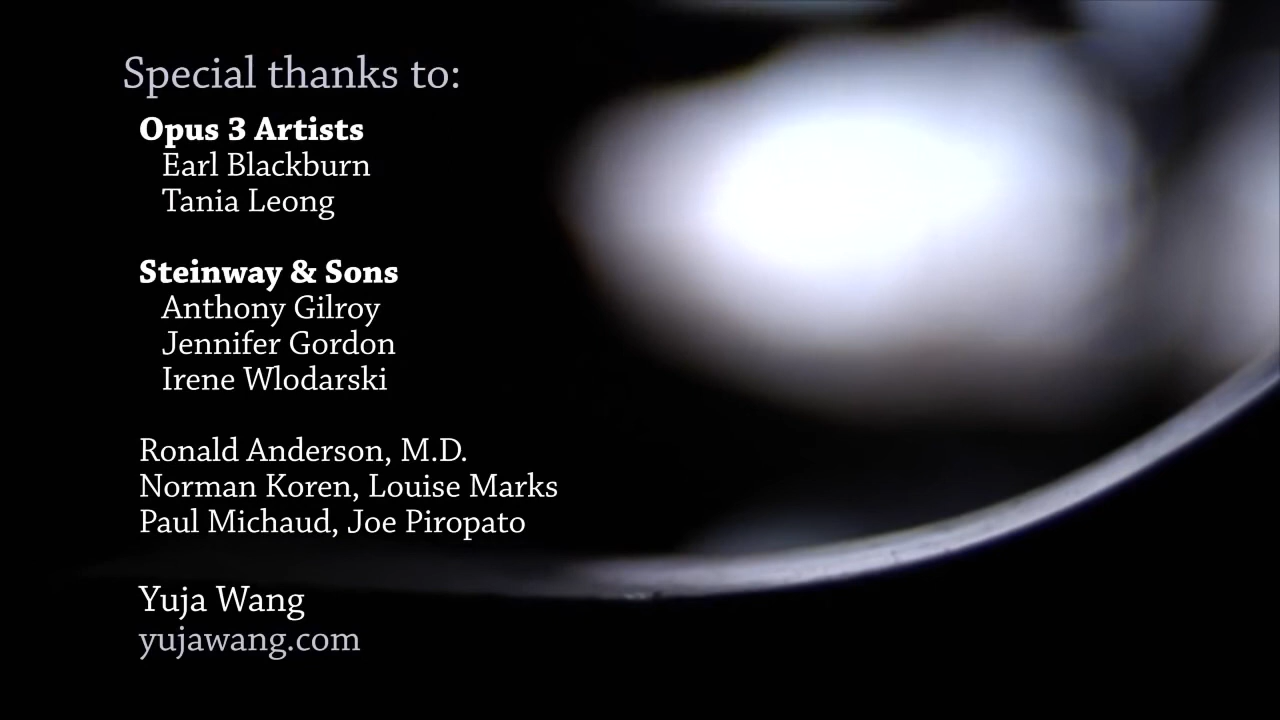 Special thanks to:
Opus 3 Artists
Earl Blackburn
Tania Leong
Steinway & Sons
Anthony Gilroy
Jennifer Gordon
Irene Wlodarski
Ronald Anderson, M.D.
Norman Koren, Louise Marks
Paul Michaud, Joe Piropato
Yuja Wang
yujawang.com